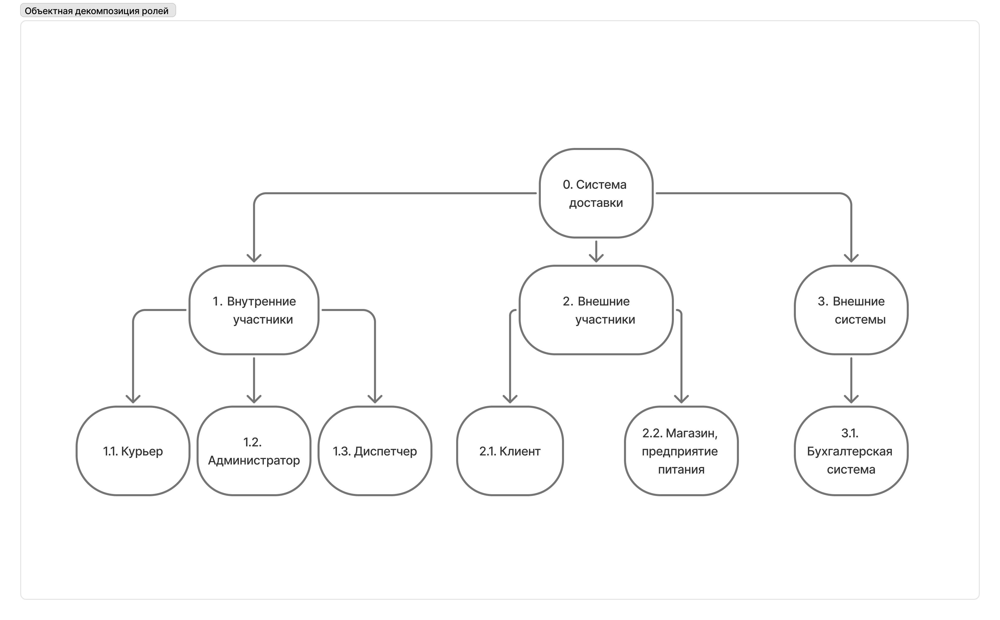 Объектная декомпозиция ролей
0. Система
доставки
1. Внутренние
участники
2. Внешние
участники
3. Внешние
системы
1.1. Курьер
1.2.
Администратор
1.3. Диспетчер
2.1. Клиент
2.2. Магазин,
предприятие
питания
3.1.
Бухгалтерская
система